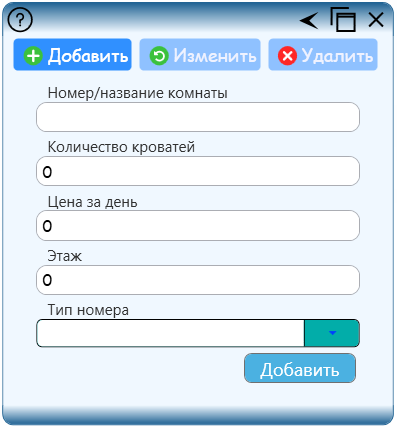 ?
Добавить Изменить Удалить
Номер/название комнаты
Количество кроватей
0
Цена за день
0
Этаж
0
Тип номера
Добавить